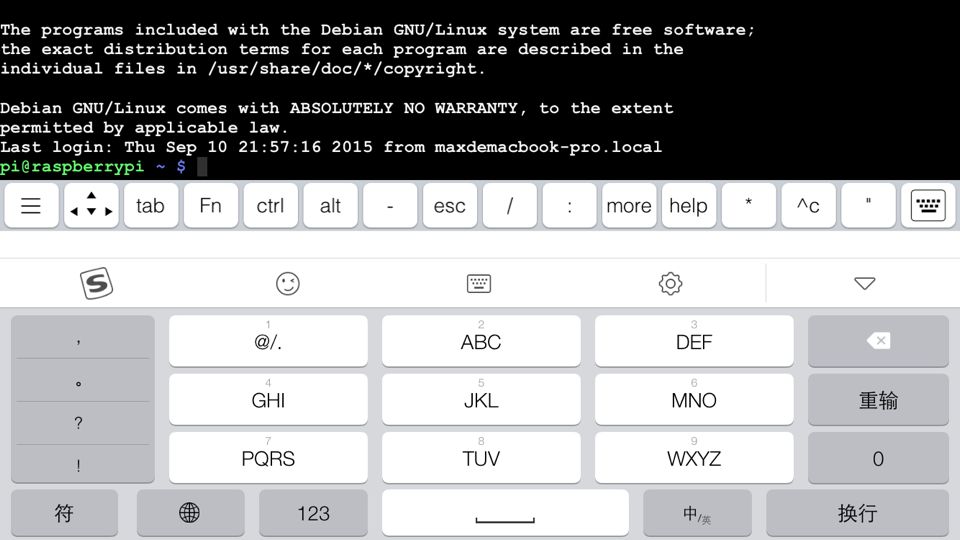 The programs included with the Debian GNU/Linux system are free software;
the exact distribution terms for each program are described in the
individual files in /usr/share/doc/*/copyright.
Debian GNU/Linux comes with ABSOLUTELY NO WARRANTY, to the extent
permitted by applicable law.
Last login: Thu Sep 10 21:57:16 2015 from maxdemacbook-pro.local
pi@raspberrypi ~ $
tab Fn ctrl alt - esc / : more help * ^c "
S
, 1 @/. 2 ABC 3 DEF
。 4 GHI 5 JKL 6 MNO 重输
?
! 7 PQRS 8 TUV 9 WXYZ 0
符 123 中/英 换行